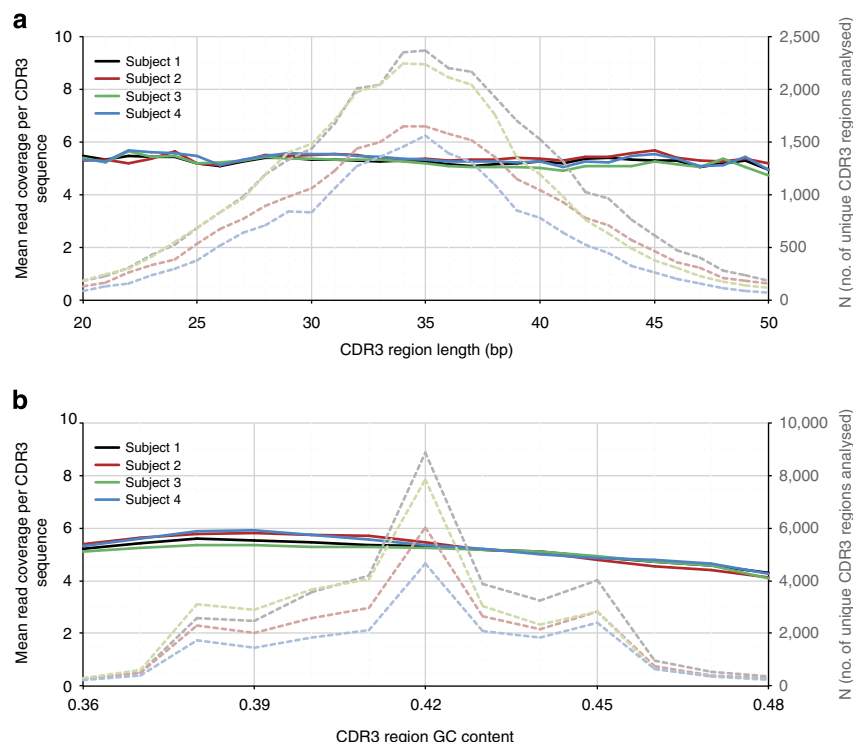 a
10
8
6
4
2
0
Mean read coverage per CDR3
sequence
Subject 1
Subject 2
Subject 3
Subject 4
2,500
2,000
1,500
1,000
500
0
N (no. of unique CDR3 regions analysed)
20
25
30
35
40
45
50
CDR3 region length (bp)
b
10
8
6
4
2
0
Mean read coverage per CDR3
sequence
Subject 1
Subject 2
Subject 3
Subject 4
10,000
8,000
6,000
4,000
2,000
0
N (no. of unique CDR3 regions analysed)
0.36
0.39
0.42
0.45
0.48
CDR3 region GC content